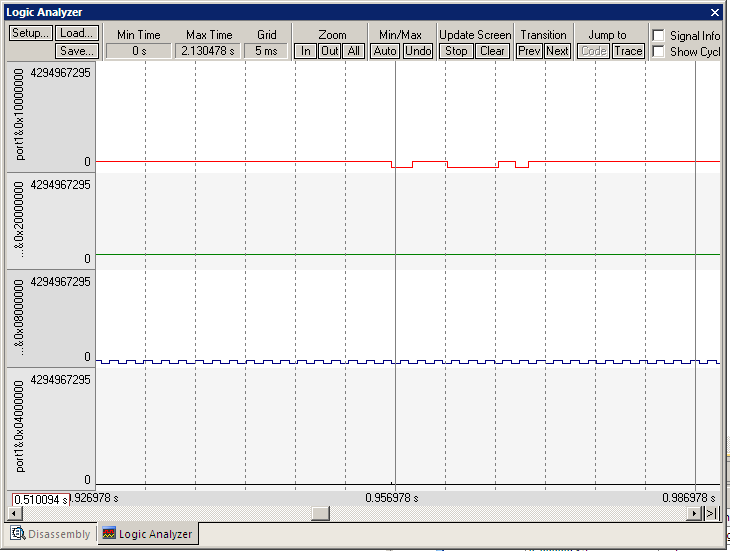 Logic Analyzer
Setup... Load... Min Time Max Time Grid Zoom Min/Max Update Screen Transition Jump to Signal Info
Save... 0 s 2.130478 s 5 ms In Out All Auto Undo Stop Clear Prev Next Code Trace Show Cycl
4294967295
port1&0x10000000
0
4294967295
...&0x20000000
0
4294967295
...&0x08000000
0
4294967295
port1&0x04000000
0
0.510094 s .926978 s 0.956978 s 0.986978 s
>|
Disassembly Logic Analyzer